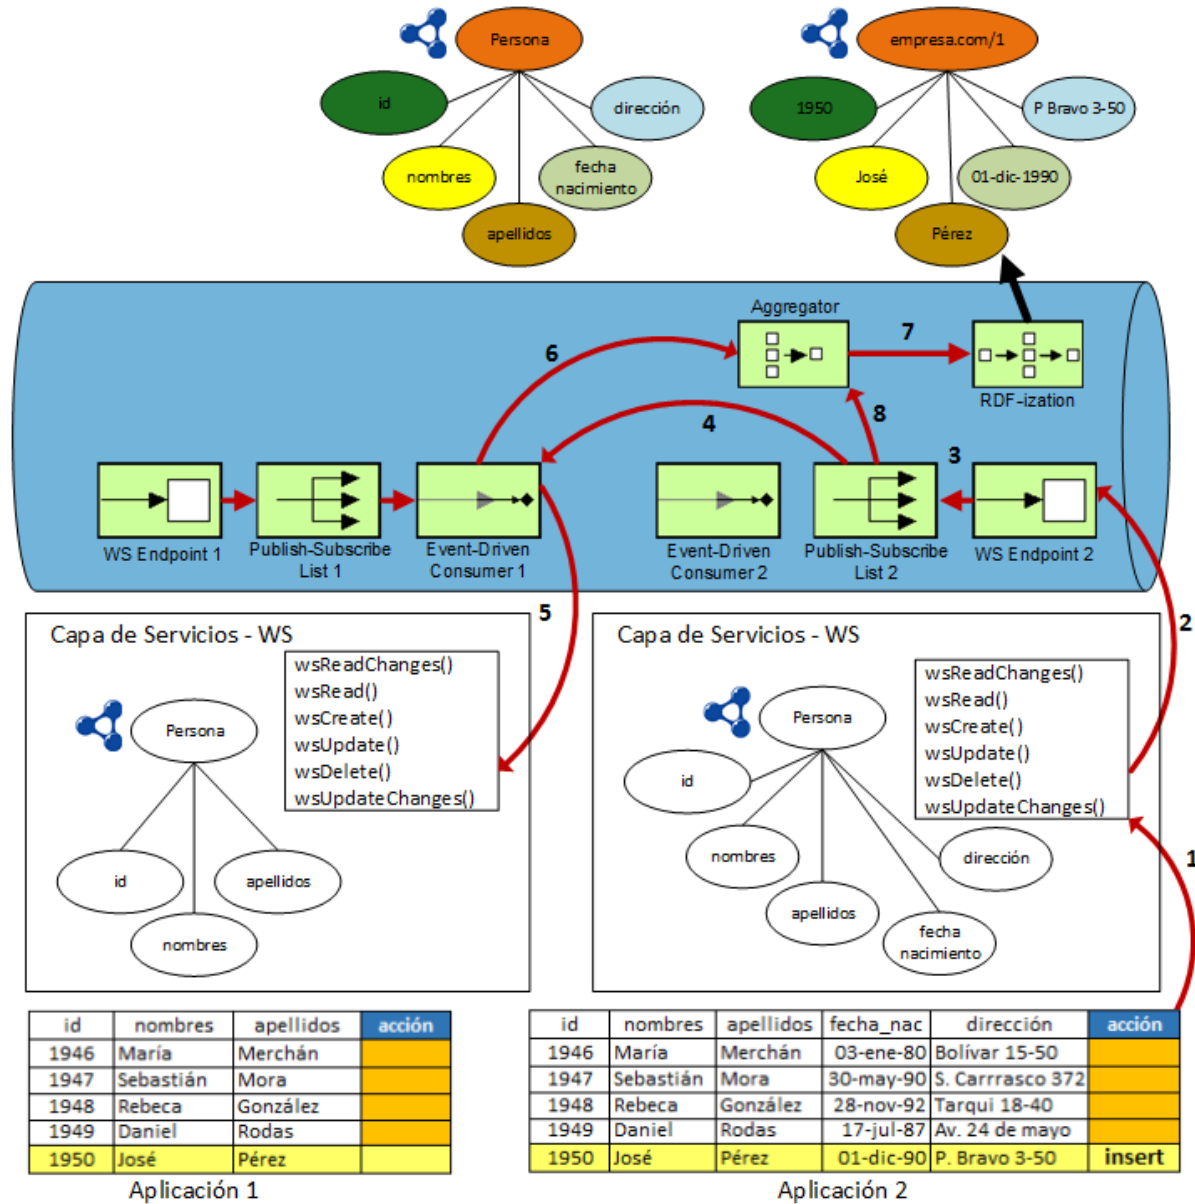 Persona
id
dirección
nombres
fecha
nacimiento
apellidos
empresa.com/1
1950
P Bravo 3-50
José
01-dic-1990
Pérez
Aggregator
6
7
RDF-ization
4
8
3
WS Endpoint 1
Publish-Subscribe
List 1
Event-Driven
Consumer 1
Event-Driven
Consumer 2
Publish-Subscribe
List 2
WS Endpoint 2
5
2
Capa de Servicios - WS
wsReadChanges()
wsRead()
wsCreate()
wsUpdate()
wsDelete()
wsUpdateChanges()
Persona
id
apellidos
nombres
Capa de Servicios - WS
wsReadChanges()
wsRead()
wsCreate()
wsUpdate()
wsDelete()
wsUpdateChanges()
Persona
id
nombres
dirección
apellidos
fecha
nacimiento
1
id nombres apellidos acción
1946 María Merchán
1947 Sebastián Mora
1948 Rebeca González
1949 Daniel Rodas
1950 José Pérez
Aplicación 1
id nombres apellidos fecha_nac dirección acción
1946 María Merchán 03-ene-80 Bolívar 15-50
1947 Sebastián Mora 30-may-90 S. Carrrasco 372
1948 Rebeca González 28-nov-92 Tarqui 18-40
1949 Daniel Rodas 17-jul-87 Av. 24 de mayo
1950 José Pérez 01-dic-90 P. Bravo 3-50 insert
Aplicación 2